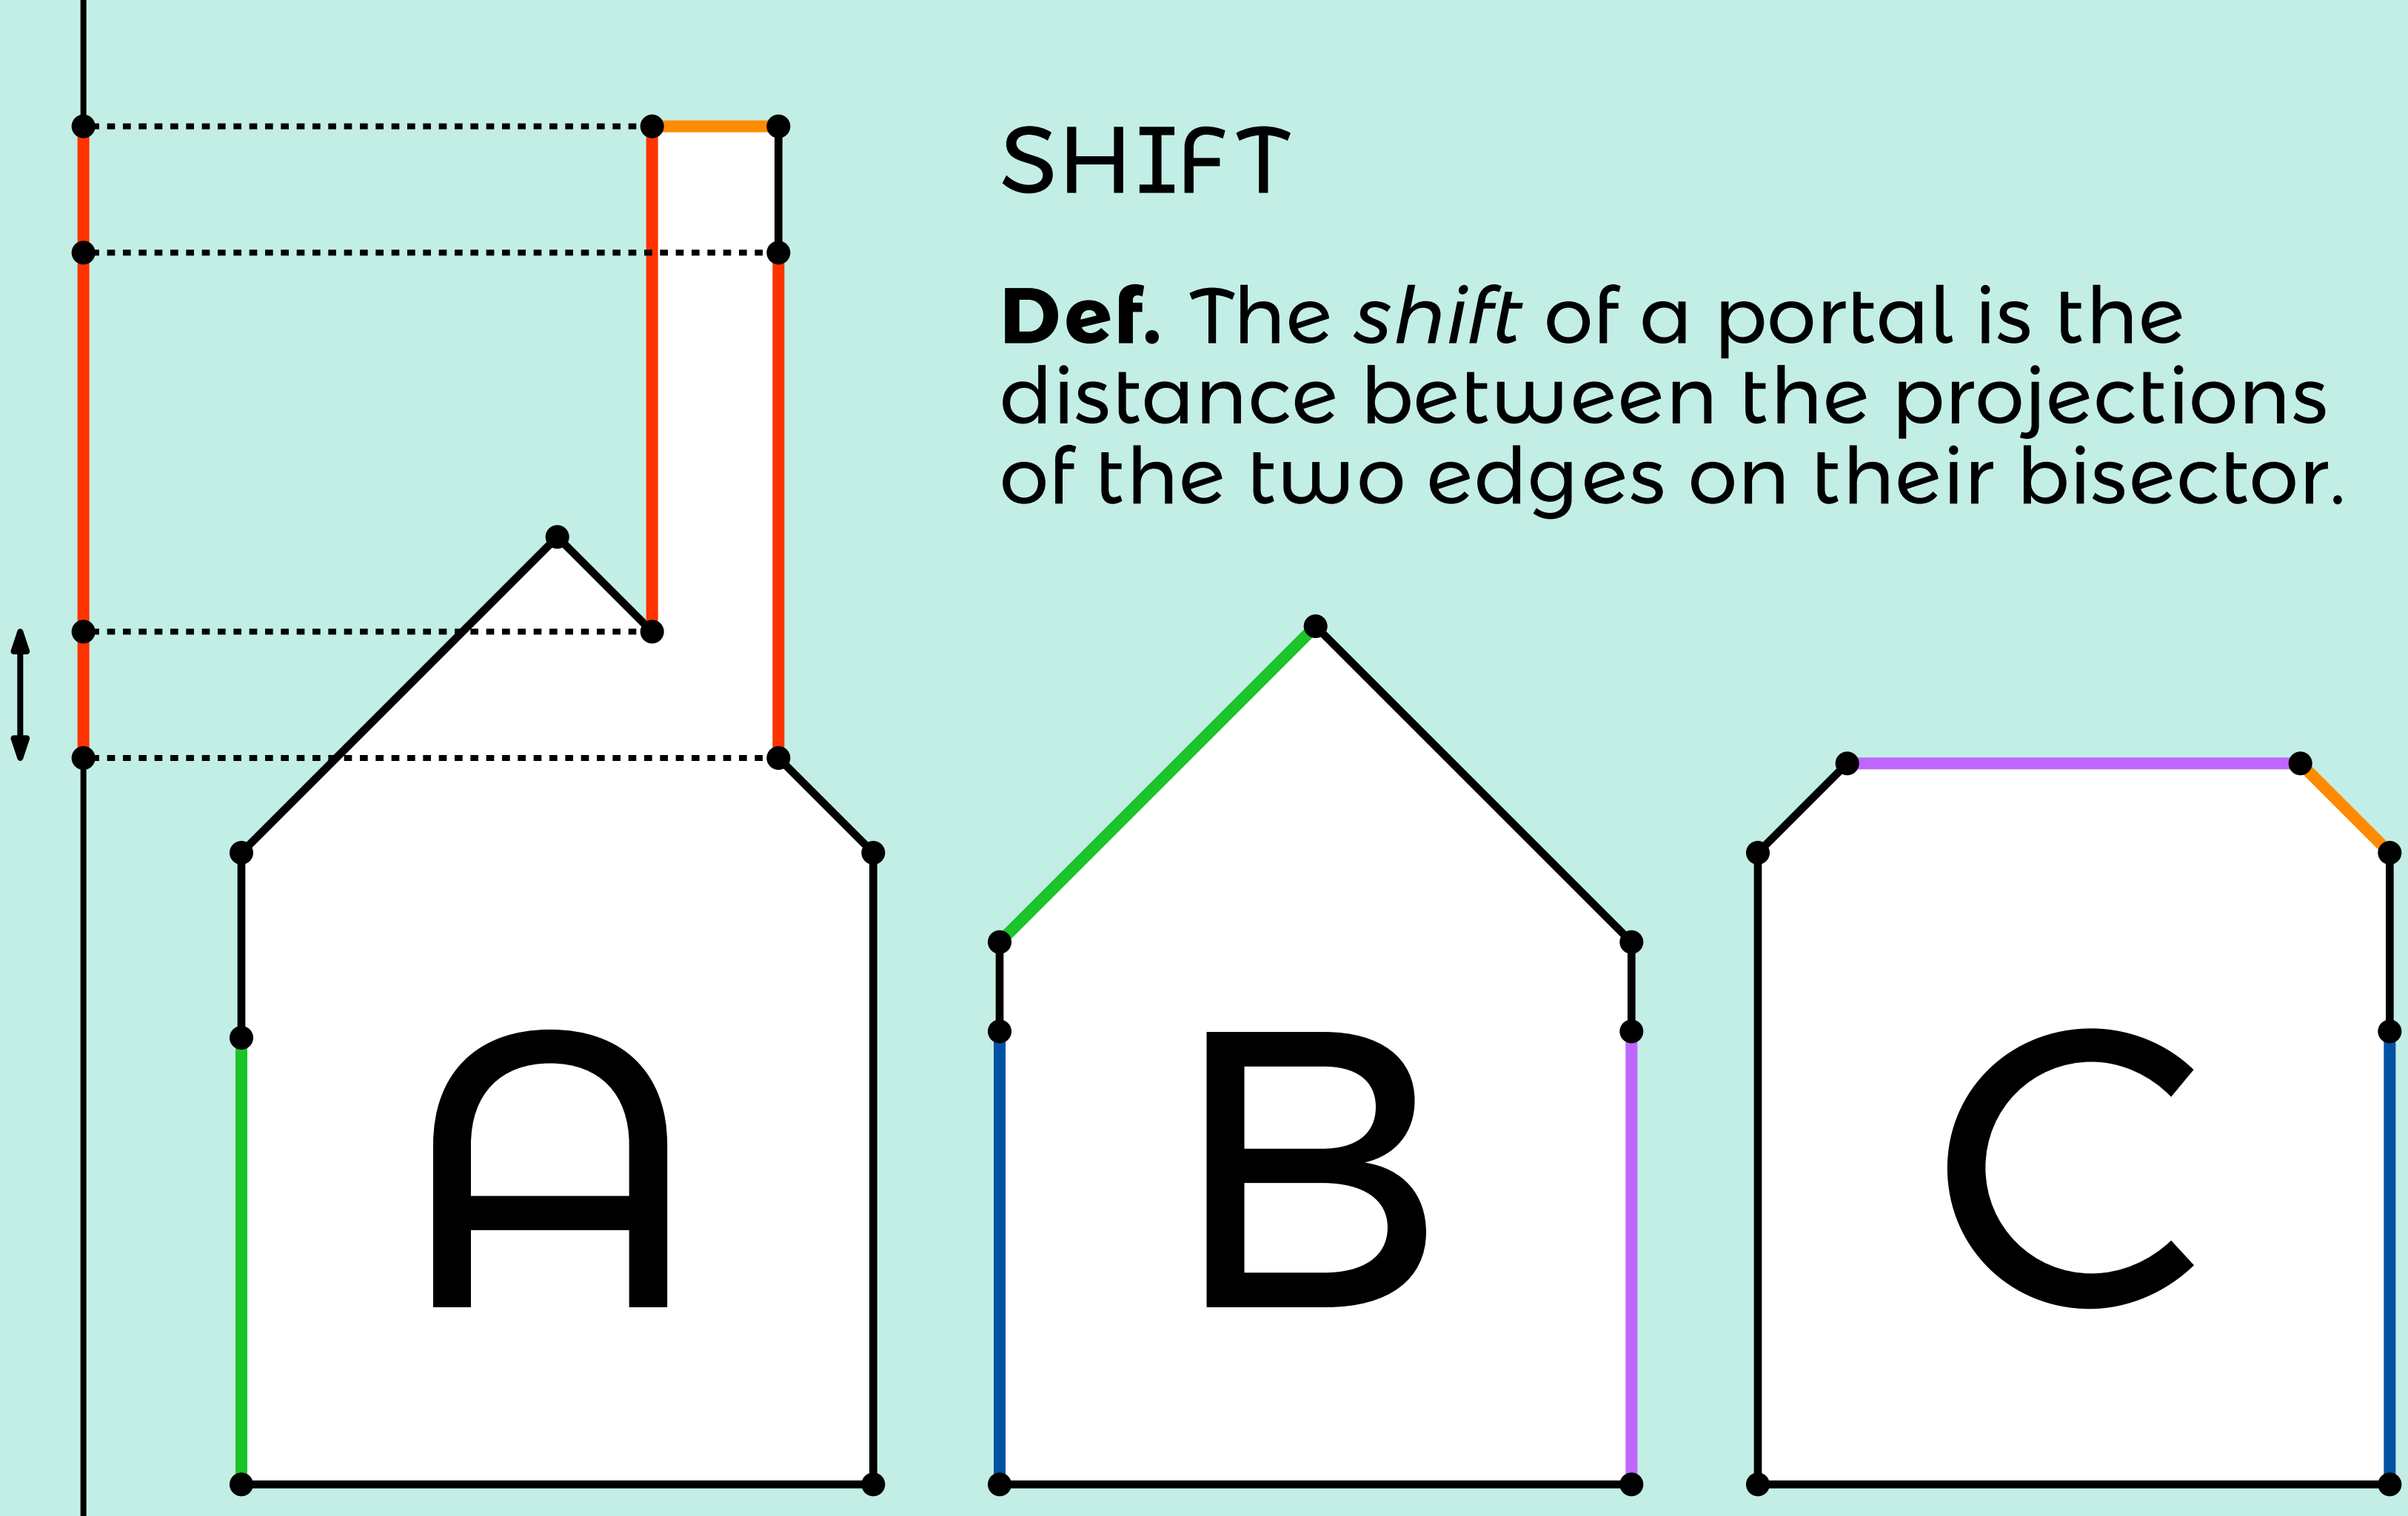 SHIFT
Def. The shift of a portal is the
distance between the projections
of the two edges on their bisector.
A
B
C